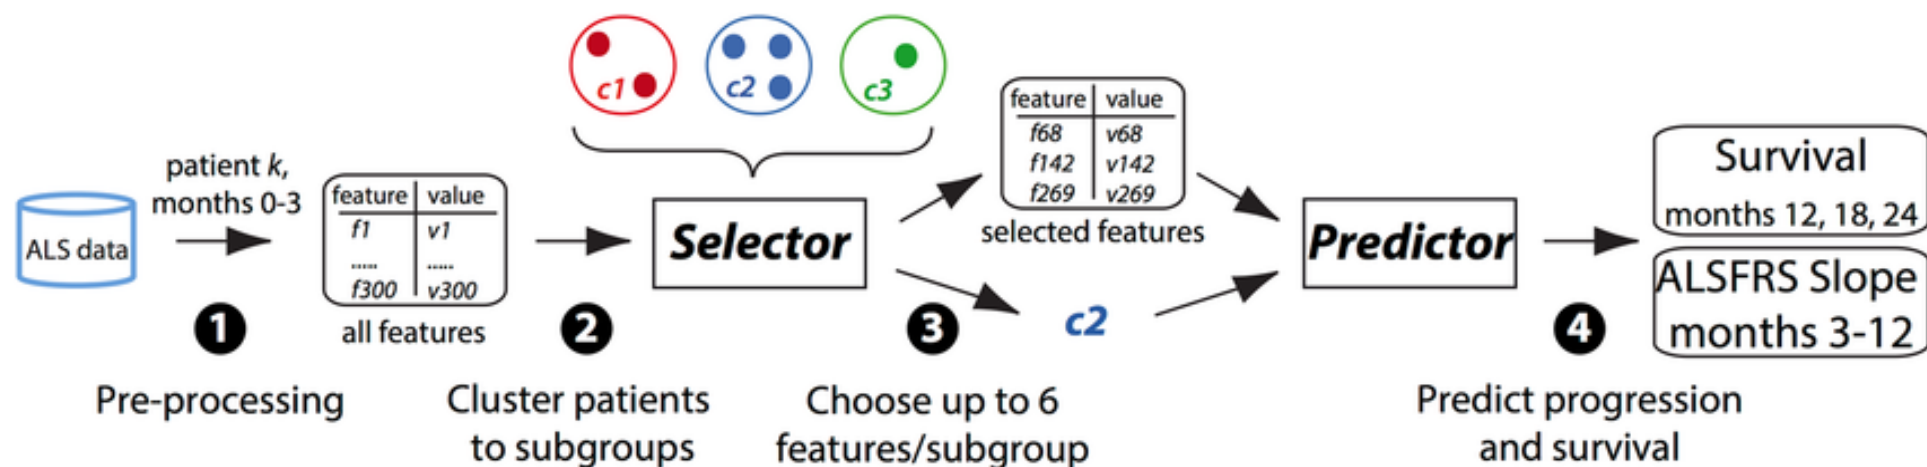 c1
c2
c3
patient k,
months 0-3
ALS data
feature value
f1 v1
..... .....
f300 v300
all features
Selector
feature value
f68 v68
f142 v142
f269 v269
selected features
c2
Predictor
Survival
months 12, 18, 24
ALSFRS Slope
months 3-12
1
Pre-processing
2
Cluster patients
to subgroups
3
Choose up to 6
features/subgroup
4
Predict progression
and survival